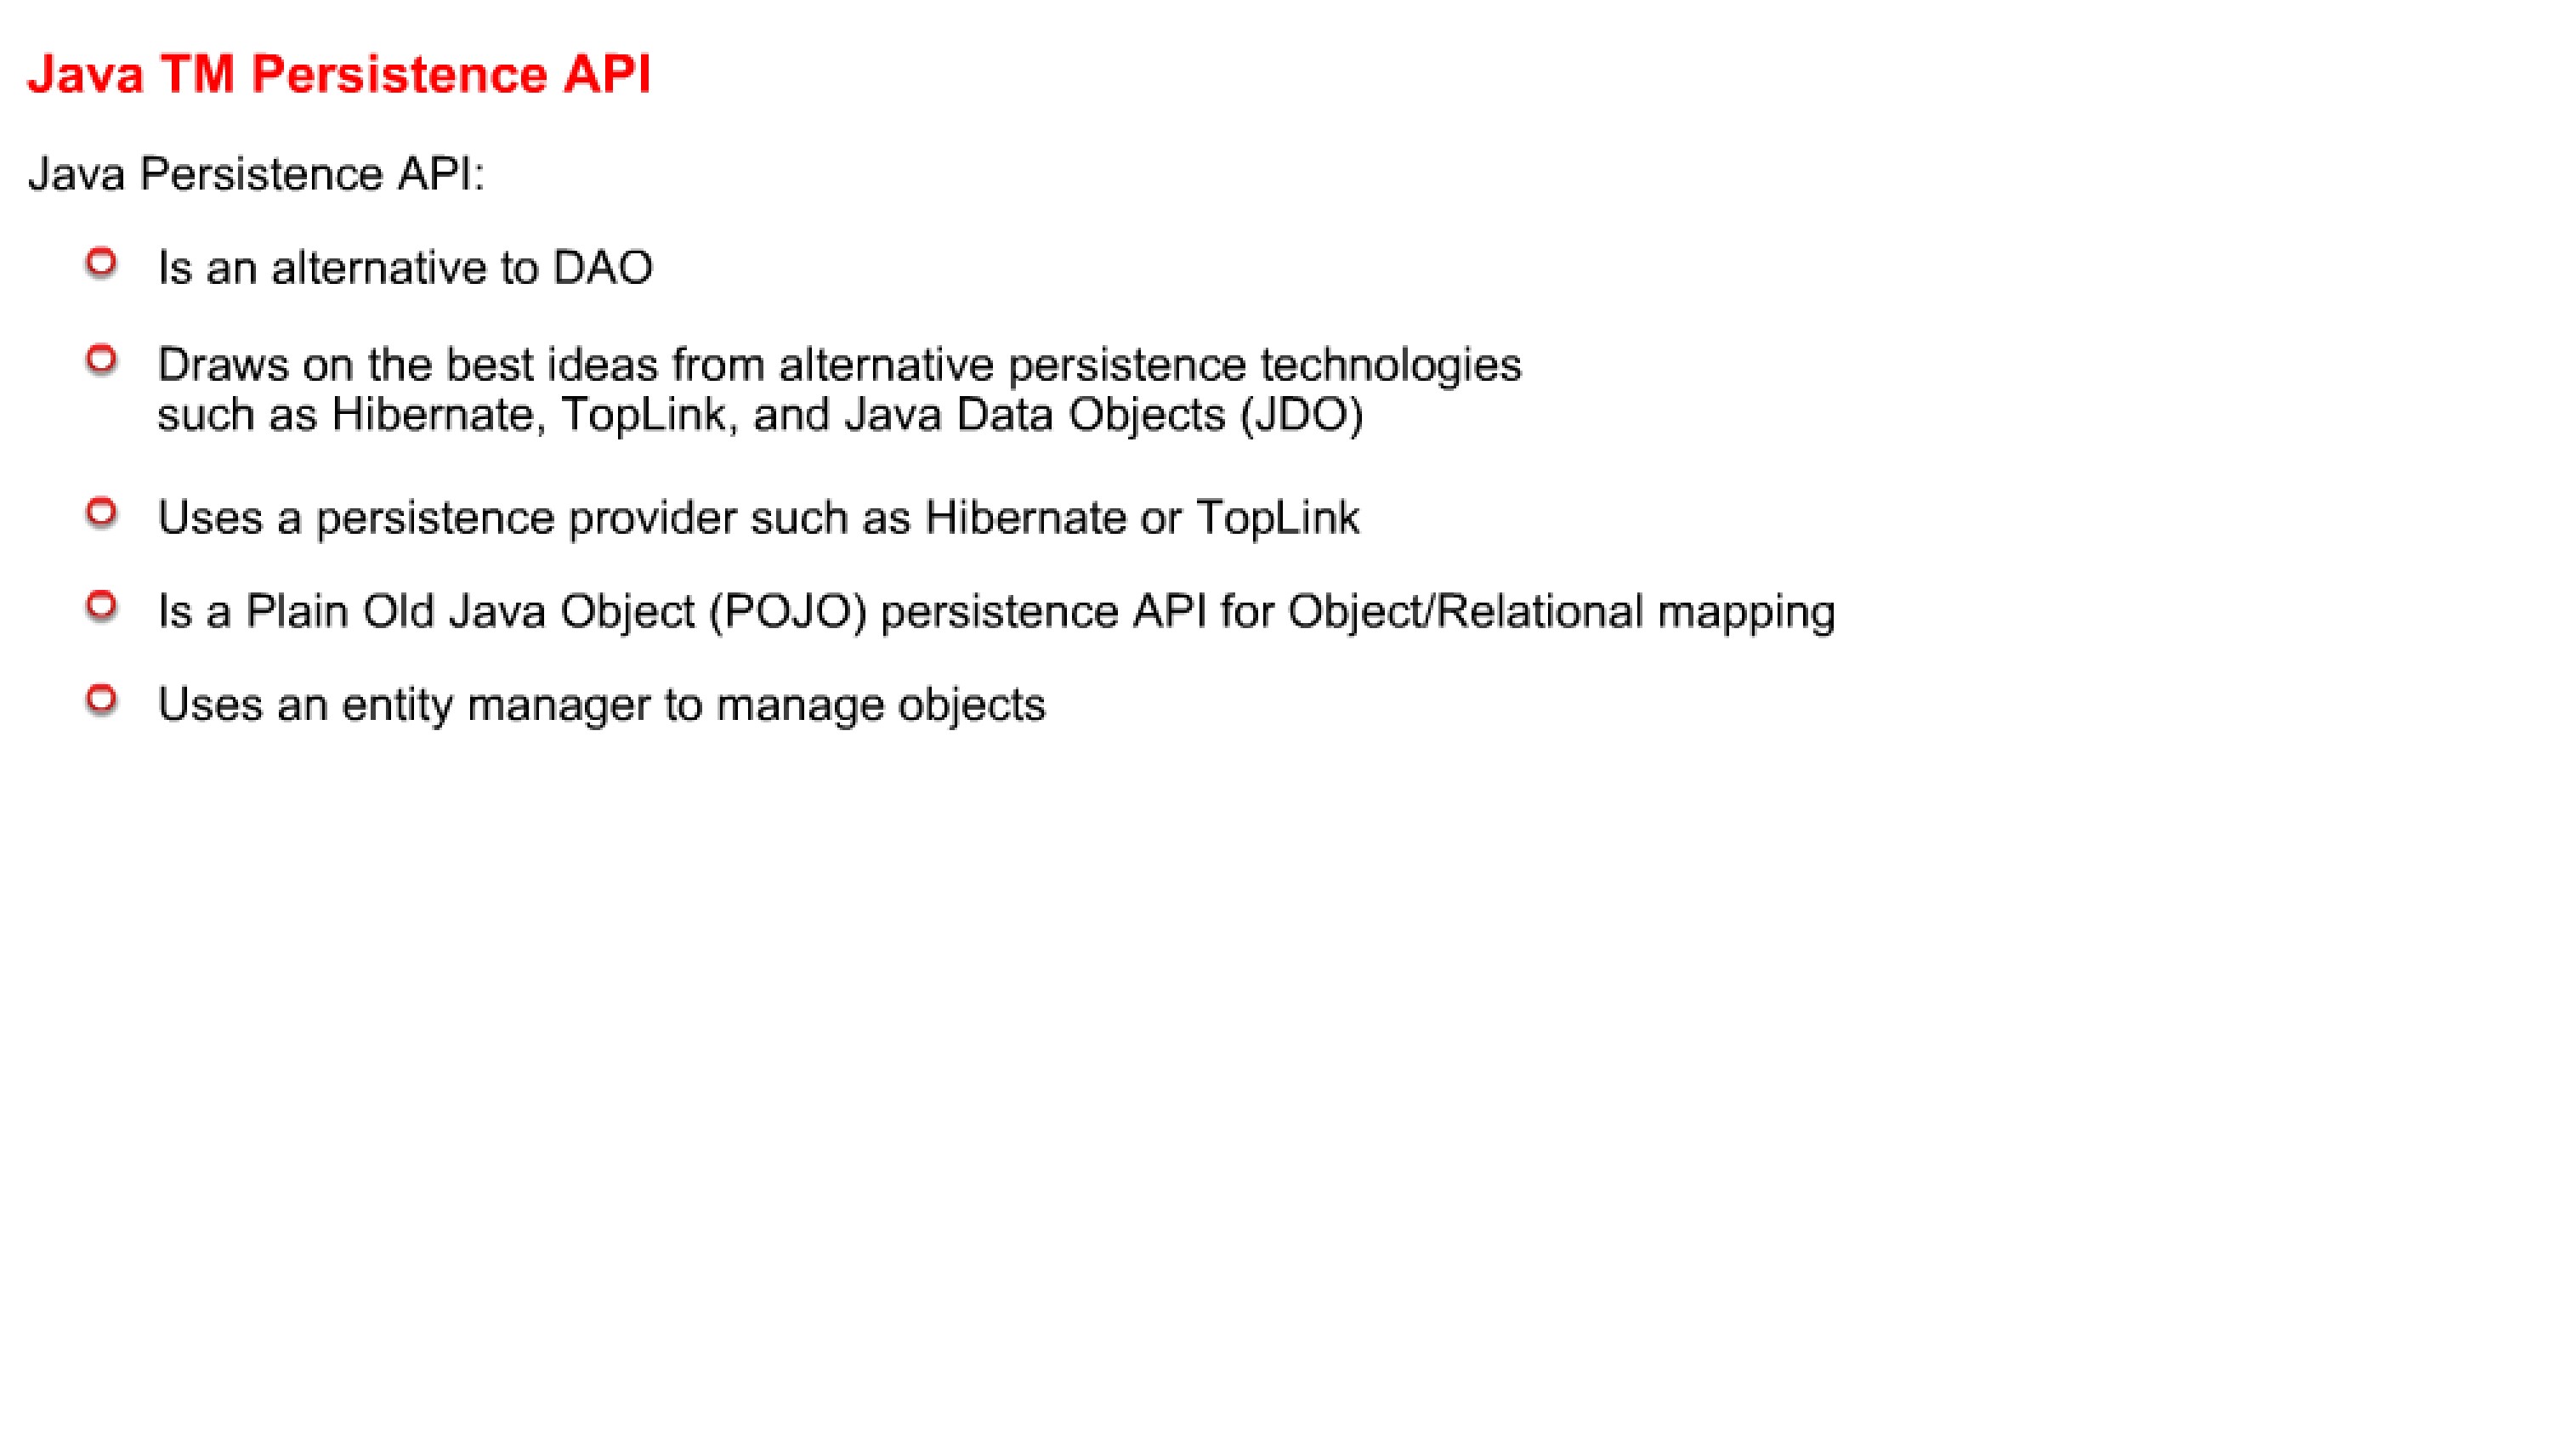 Java TM Persistence API
Java Persistence API:
Is an alternative to DAO
Draws on the best ideas from alternative persistence technologies
such as Hibernate, TopLink, and Java Data Objects (JDO)
Uses a persistence provider such as Hibernate or TopLink
Is a Plain Old Java Object (POJO) persistence API for Object/Relational mapping
Uses an entity manager to manage objects